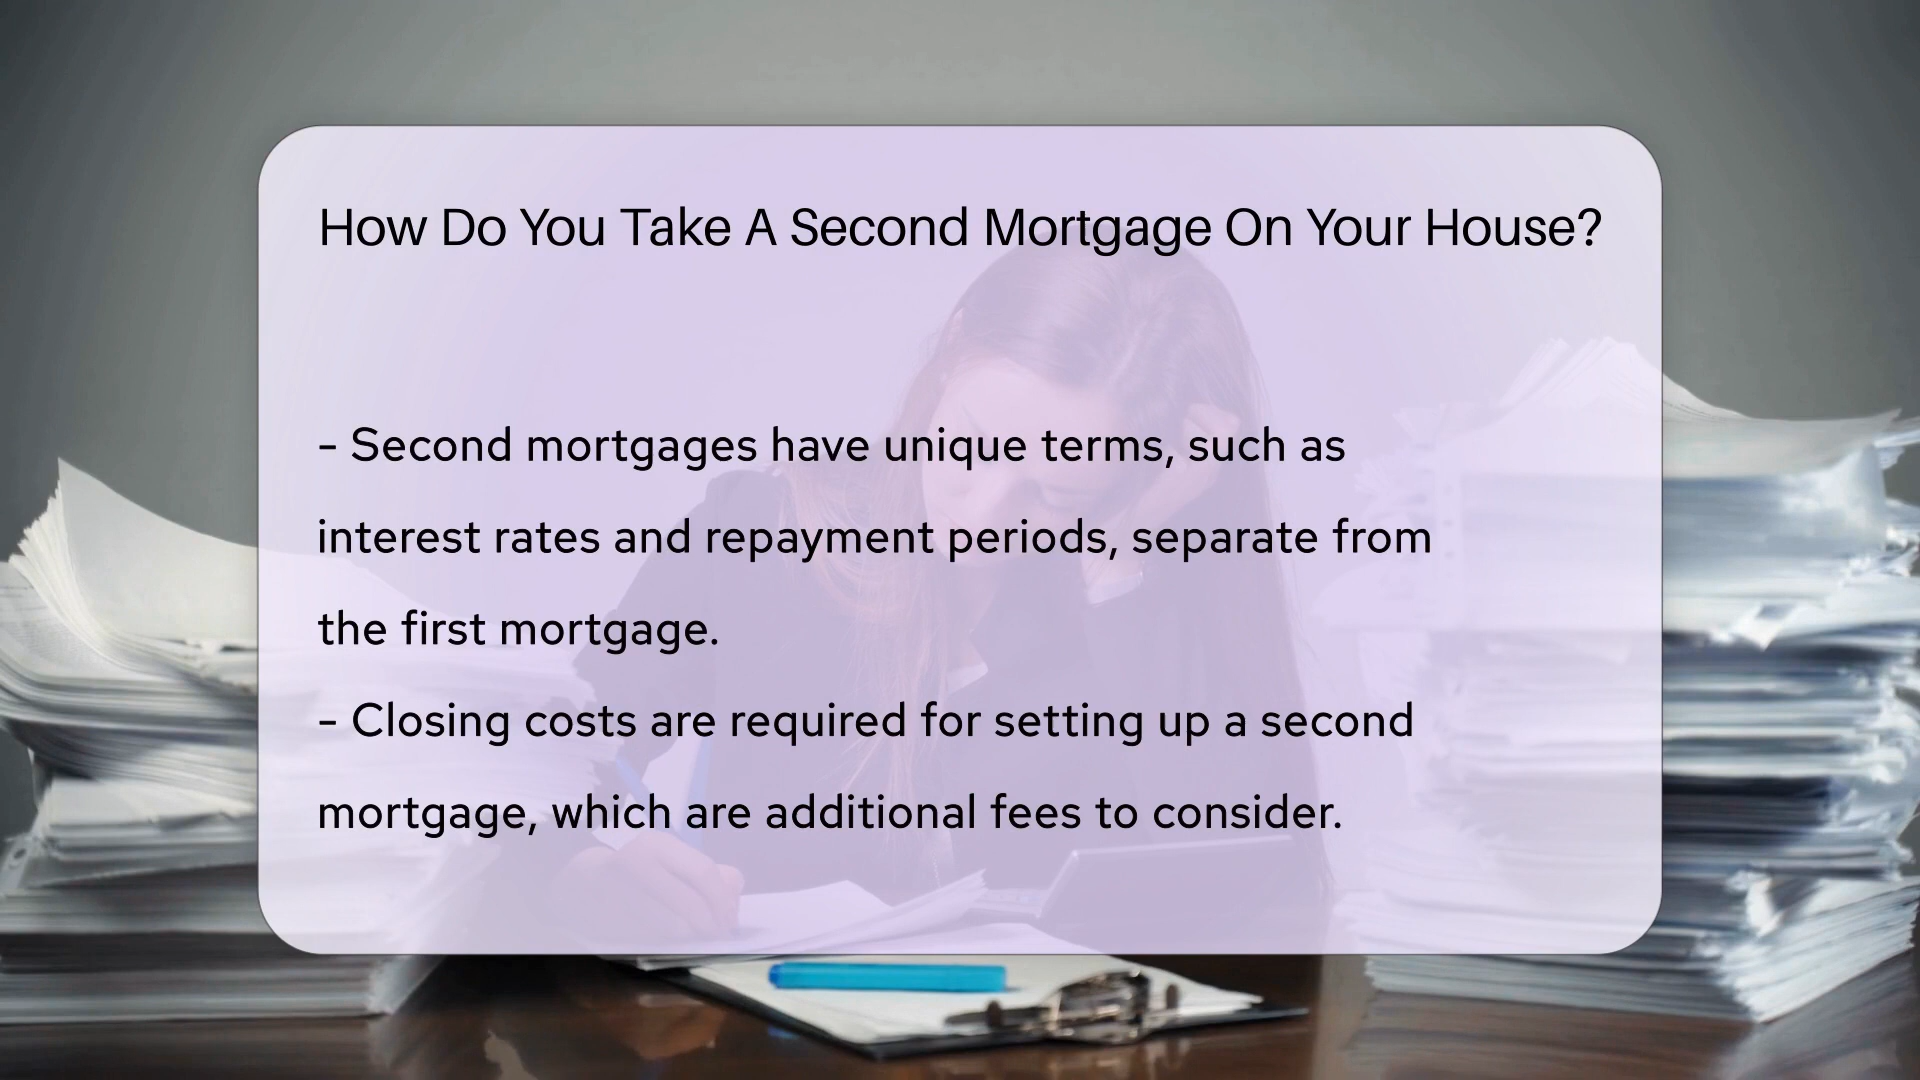 How Do You Take A Second Mortgage On Your House?
- Second mortgages have unique terms, such as
interest rates and repayment periods, separate from
the first mortgage.
- Closing costs are required for setting up a second
mortgage, which are additional fees to consider.